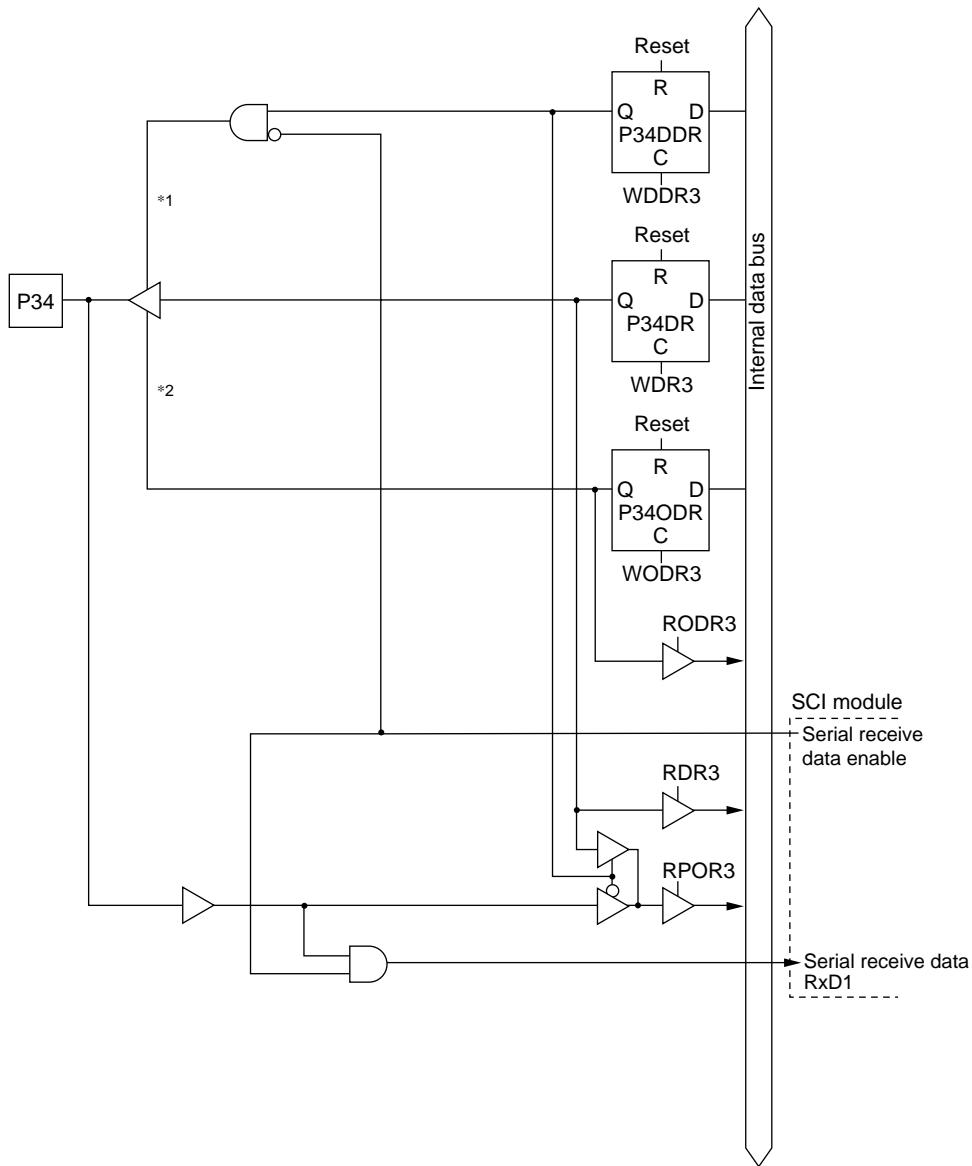 Reset
R
Q D
P34DDR
C
WDDR3
*1
Reset
R
P34
Q D
P34DR
C
WDR3
Internal data bus
*2
Reset
R
Q D
P34ODR
C
WODR3
RODR3
SCI module
Serial receive
data enable
RDR3
RPOR3
Serial receive data
RxD1